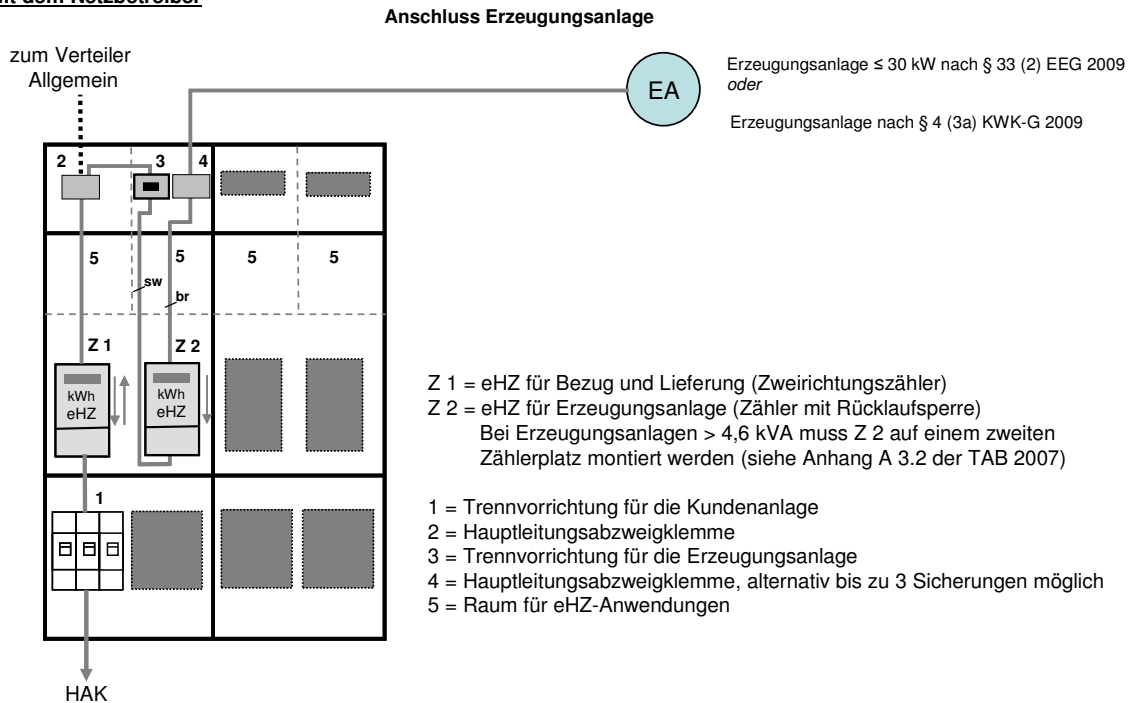 Anschluss Erzeugungsanlage
zum Verteiler
Allgemein
EA
Erzeugungsanlage ≤ 30 kW nach § 33 (2) EEG 2009
oder
Erzeugungsanlage nach § 4 (3a) KWK-G 2009
2 3 4
5 5 5 5
sw
br
Z 1 Z 2
kWh
eHZ
kWh
eHZ
Z 1 = eHZ für Bezug und Lieferung (Zweirichtungszähler)
Z 2 = eHZ für Erzeugungsanlage (Zähler mit Rücklaufsperre)
Bei Erzeugungsanlagen > 4,6 kVA muss Z 2 auf einem zweiten
Zählerplatz montiert werden (siehe Anhang A 3.2 der TAB 2007)
1
1 = Trennvorrichtung für die Kundenanlage
2 = Hauptleitungsabzweigklemme
3 = Trennvorrichtung für die Erzeugungsanlage
4 = Hauptleitungsabzweigklemme, alternativ bis zu 3 Sicherungen möglich
5 = Raum für eHZ-Anwendungen
HAK